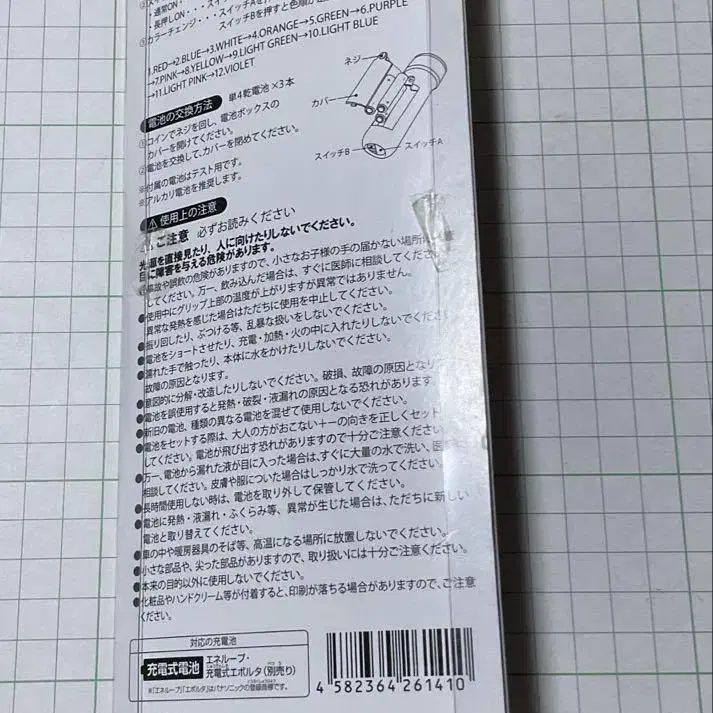 ・通常ON・・・スイッチAを
・長押しON・・・スイ
③カラーチェンジ・・・スイッチBを押すと色順が
1.RED→2.BLUE→3.WHITE→4.ORANGE→5.GREEN→6.PURPLE
→7.PINK→8.YELLOW→9.LIGHT GREEN→10.LIGHT BLUE
→11.LIGHT PINK→12.VIOLET
電池の交換方法 単4乾電池×3本
①コインでネジを回し、電池ボックスの
カバーを開けてください。
②電池を交換して、カバーを閉めてください。
※付属の電池はテスト用です。
※アルカリ電池を推奨します。
ネジ
カバー
スイッチB
スイッチA
使用上の注意
ご注意 必ずお読みください
光源を直接見たり、人に向けたりしないでください。
目に障害を与える危険があります。
●事故や誤飲の危険がありますので、小さなお子様の手の届かない場所
してください。万一、飲み込んだ場合は、すぐに医師に相談してくださ
●使用中にグリップ上部の温度が上がりますが異常ではありません。
異常な発熱を感じた場合はただちに使用を中止してください。
●振り回したり、ぶつける等、乱暴な扱いをしないでください。
●電池をショートさせたり、充電・加熱・火の中に入れたりしないでくだ
●濡れた手で触ったり、本体に水をかけたりしないでください。
故障の原因となります。
●意図的に分解・改造したりしないでください。破損、故障の原因となり
●電池を誤使用すると発熱・破裂・液漏れの原因となる恐れがあります
●新旧の電池、種類の異なる電池を混ぜて使用しないでください。
●電池をセットする際は、大人の方がおこない+−の向きを正しくセット
してください。電池が飛び出す恐れがありますので十分ご注意くださ
●万一、電池から漏れた液が目に入った場合は、すぐに大量の水で洗い、医
相談してください。皮膚や服についた場合はしっかり水で洗ってくだ
●長時間使用しない時は、電池を取り外して保管してください。
●電池に発熱・液漏れ・ふくらみ等、異常が生じた場合は、ただちに新しい
電池と取り替えてください。
●車の中や暖房器具のそば等、高温になる場所に放置しないでください。
●小さな部品や、尖った部品がありますので、取り扱いには十分ご注意ください。
●本来の目的以外に使用しないでください。
●化粧品やハンドクリーム等が付着すると、印刷が落ちる場合がありますので、ご注意
ください。
対応の充電池
充電式電池 エネループ・
充電式エボルタ(別売り)
※「エネループ」「エボルタ」はパナソニックの登録商標です。
4 582364 261410